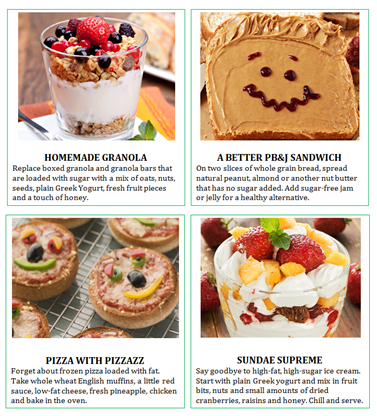 HOMEMADE GRANOLA
Replace boxed granola and granola bars that
are loaded with sugar with a mix of oats, nuts,
seeds, plain Greek Yogurt, fresh fruit pieces
and a touch of honey.
A BETTER PB&J SANDWICH
On two slices of whole grain bread, spread
natural peanut, almond or another nut butter
that has no sugar added. Add sugar-free jam
or jelly for a healthy alternative.
PIZZA WITH PIZZAZZ
Forget about frozen pizza loaded with fat.
Take whole wheat English muffins, a little red
sauce, low-fat cheese, fresh pineapple, chicken
and bake in the oven.
SUNDAE SUPREME
Say goodbye to high-fat, high-sugar ice cream.
Start with plain Greek yogurt and mix in fruit
bits, nuts and small amounts of dried
cranberries, raisins and honey. Chill and serve.